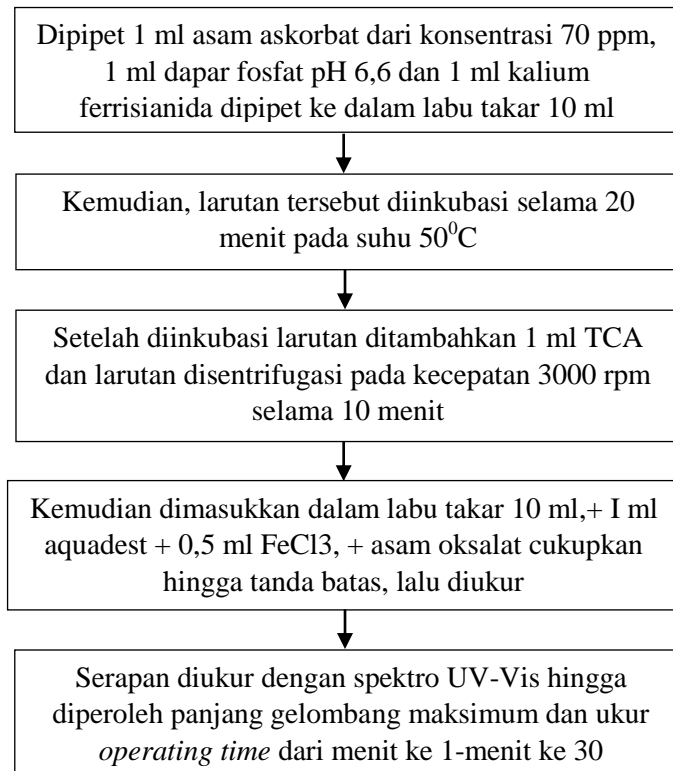 Dipipet 1 ml asam askorbat dari konsentrasi 70 ppm,
1 ml dapar fosfat pH 6,6 dan 1 ml kalium
ferrisianida dipipet ke dalam labu takar 10 ml
Kemudian, larutan tersebut diinkubasi selama 20
menit pada suhu 50⁰C
Setelah diinkubasi larutan ditambahkan 1 ml TCA
dan larutan disentrifugasi pada kecepatan 3000 rpm
selama 10 menit
Kemudian dimasukkan dalam labu takar 10 ml,+ I ml
aquadest + 0,5 ml FeCl3, + asam oksalat cukupkan
hingga tanda batas, lalu diukur
Serapan diukur dengan spektro UV-Vis hingga
diperoleh panjang gelombang maksimum dan ukur
operating time dari menit ke 1-menit ke 30